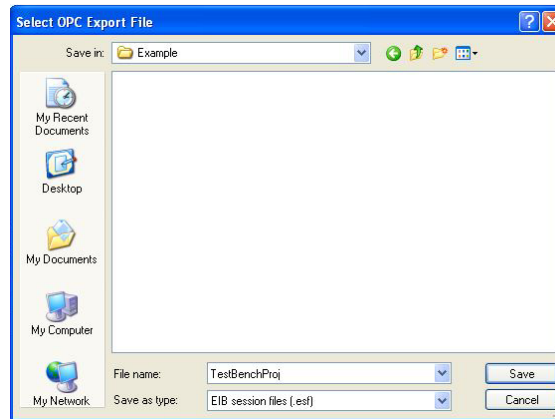 Select OPC Export File
Save in:
Example
My Recent
Documents
Desktop
My Documents
My Computer
My Network
File name:
TestBenchProj
Save
Save as type:
EIB session files (.esf)
Cancel